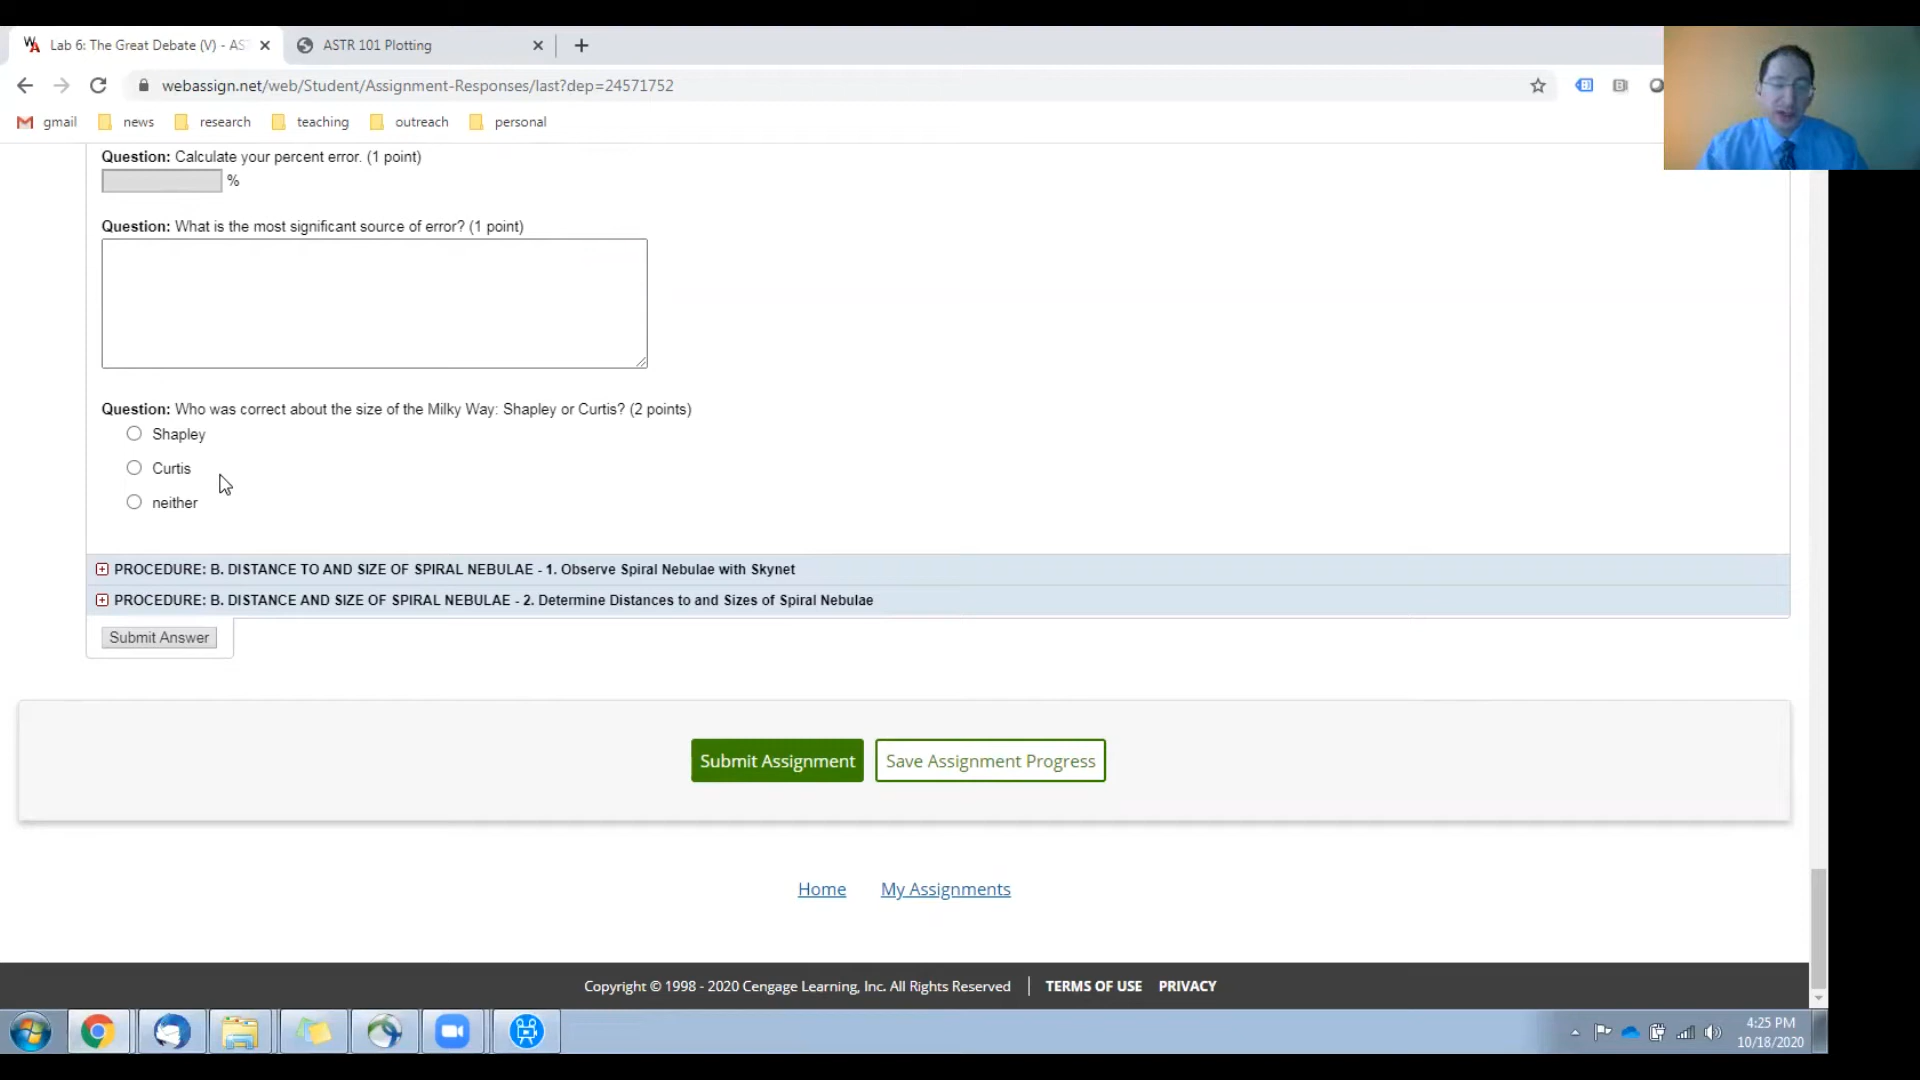 Lab 6: The Great Debate (V) - AS
ASTR 101 Plotting
webassign.net/web/Student/Assignment-Responses/last?dep=24571752
gmail news research teaching outreach personal
Question: Calculate your percent error. (1 point)
%
Question: What is the most significant source of error? (1 point)
Question: Who was correct about the size of the Milky Way: Shapley or Curtis? (2 points)
Shapley
Curtis
neither
PROCEDURE: B. DISTANCE TO AND SIZE OF SPIRAL NEBULAE - 1. Observe Spiral Nebulae with Skynet
PROCEDURE: B. DISTANCE AND SIZE OF SPIRAL NEBULAE - 2. Determine Distances to and Sizes of Spiral Nebulae
Submit Answer
Submit Assignment Save Assignment Progress
Home My Assignments
Copyright © 1998 - 2020 Cengage Learning, Inc. All Rights Reserved | TERMS OF USE PRIVACY
4:25 PM
10/18/2020